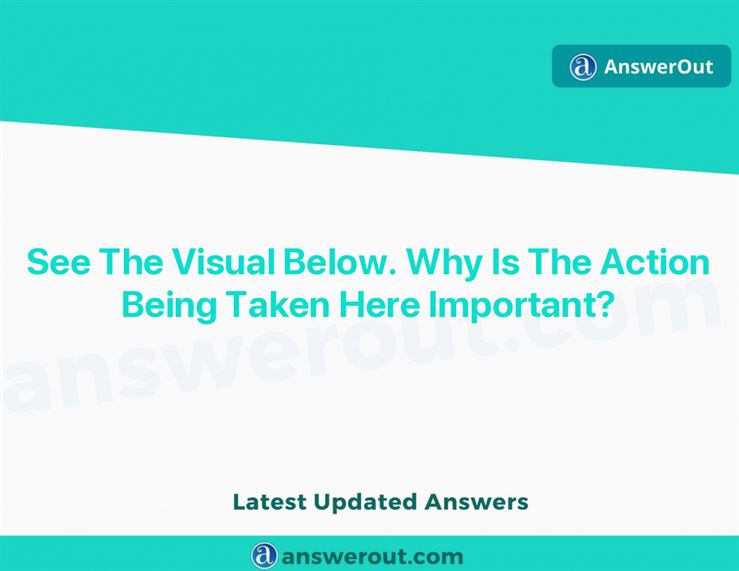 AnswerOut
See The Visual Below. Why Is The Action
Being Taken Here Important?
answerout.com
Latest Updated Answers
answerout.com